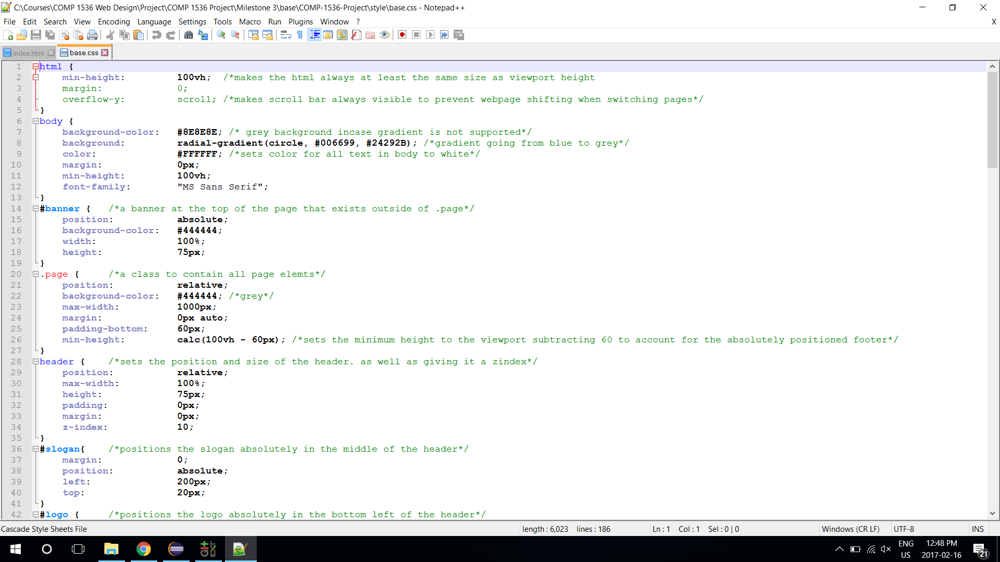 C:\Courses\COMP 1536 Web Design\Project\COMP 1536 Project\Milestone 3\base\COMP-1536-Project\style\base.css - Notepad++
File Edit Search View Encoding Language Settings Tools Macro Run Plugins Window ? X
index.html base.css
1 html {
2 min-height: 100vh; /*makes the html always at least the same size as viewport height
3 margin: 0;
4 overflow-y: scroll; /*makes scroll bar always visible to prevent webpage shifting when switching pages*/
5 }
6 body {
7 background-color: #8E8E8E; /* grey background incase gradient is not supported*/
8 background: radial-gradient(circle, #006699, #24292B); /*gradient going from blue to grey*/
9 color: #FFFFFF; /*sets color for all text in body to white*/
10 margin: 0px;
11 min-height: 100vh;
12 font-family: "MS Sans Serif";
13 }
14 #banner { /*a banner at the top of the page that exists outside of .page*/
15 position: absolute;
16 background-color: #444444;
17 width: 100%;
18 height: 75px;
19 }
20 .page { /*a class to contain all page elemts*/
21 position: relative;
22 background-color: #444444; /*grey*/
23 max-width: 1000px;
24 margin: 0px auto;
25 padding-bottom: 60px;
26 min-height: calc(100vh - 60px); /*sets the minimum height to the viewport subtracting 60 to account for the absolutely positioned footer*/
27 }
28 header { /*sets the position and size of the header. as well as giving it a zindex*/
29 position: relative;
30 max-width: 100%;
31 height: 75px;
32 padding: 0px;
33 margin: 0px;
34 z-index: 10;
35 }
36 #slogan{ /*positions the slogan absolutely in the middle of the header*/
37 margin: 0;
38 position: absolute;
39 left: 200px;
40 top: 20px;
41 }
42 #logo { /*positions the logo absolutely in the bottom left of the header*/
Cascade Style Sheets File length : 6,023 lines : 186 Ln : 1 Col : 1 Sel : 0 | 0 Windows (CR LF) UTF-8 INS
ENG 12:48 PM
US 2017-02-16 21